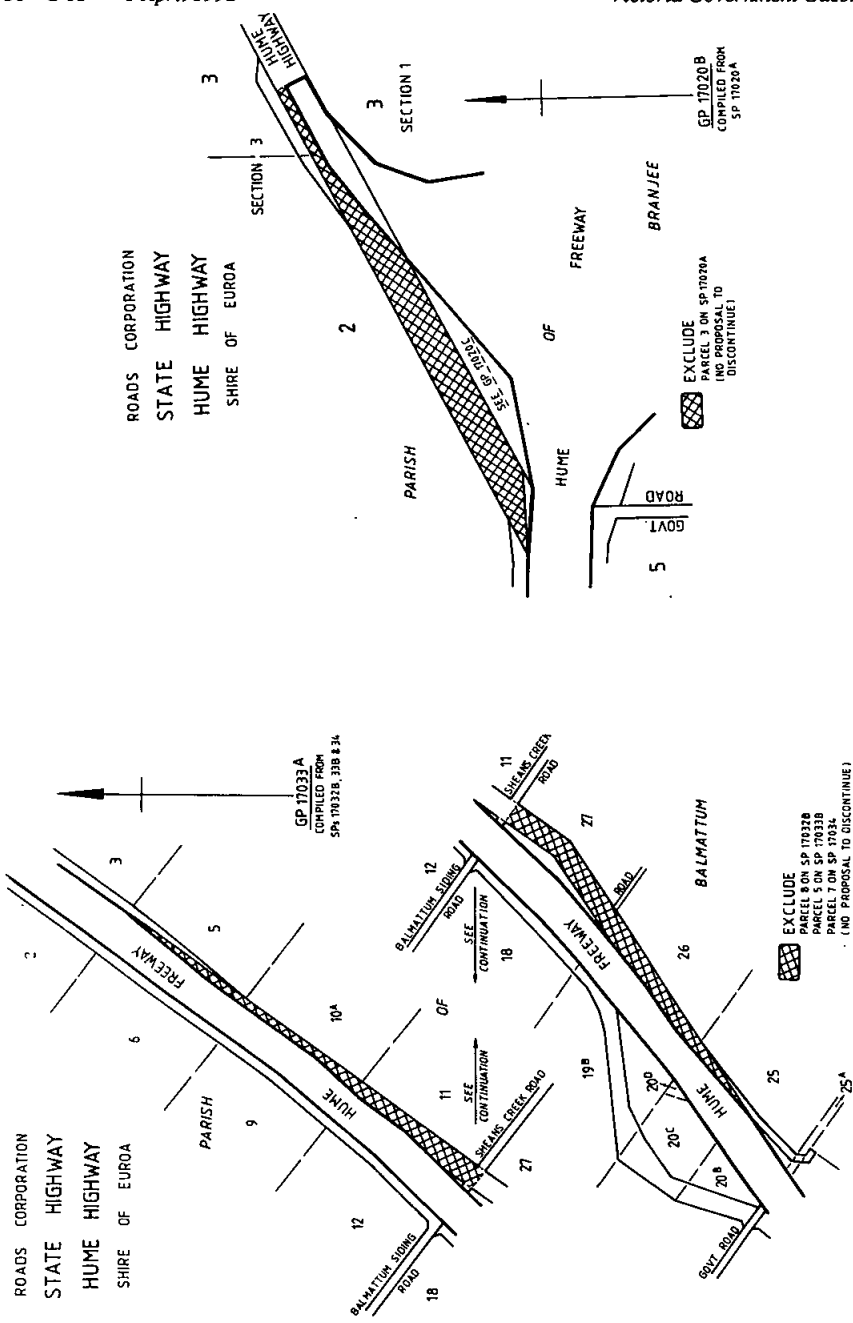 ROADS CORPORATION
STATE HIGHWAY
HUME HIGHWAY
SHIRE OF EUROA
HUME
HIGHWAY
3
SECTION 3
3
SECTION 1
2
PARISH
SEE GP 17020C
OF
FREEWAY
HUME
BRANJEE
GOVT.
ROAD
5
GP 17020B
COMPILED FROM
SP 17020A
EXCLUDE
PARCEL 3 ON SP 17020A
(NO PROPOSAL TO
DISCONTINUE)
ROADS CORPORATION
STATE HIGHWAY
HUME HIGHWAY
SHIRE OF EUROA
GP 17033A
COMPILED FROM
SPs 17032B, 33B & 34
3
5
6
9
10A
PARISH
FREEWAY
HUME
OF
12
11
BALMATTUM SIDING
ROAD
18
SHEANS CREEK ROAD
27
SEE
CONTINUATION
SEE
CONTINUATION
12
BALMATTUM SIDING
ROAD
18
11
SHEANS CREEK
ROAD
27
FREEWAY
ROAD
BALMATTUM
26
19B
20D
HUME
20C
20B
25
25A
GOVT ROAD
EXCLUDE
PARCEL 8 ON SP 17032B
PARCEL 5 ON SP 17033B
PARCEL 7 ON SP 17034
(NO PROPOSAL TO DISCONTINUE)